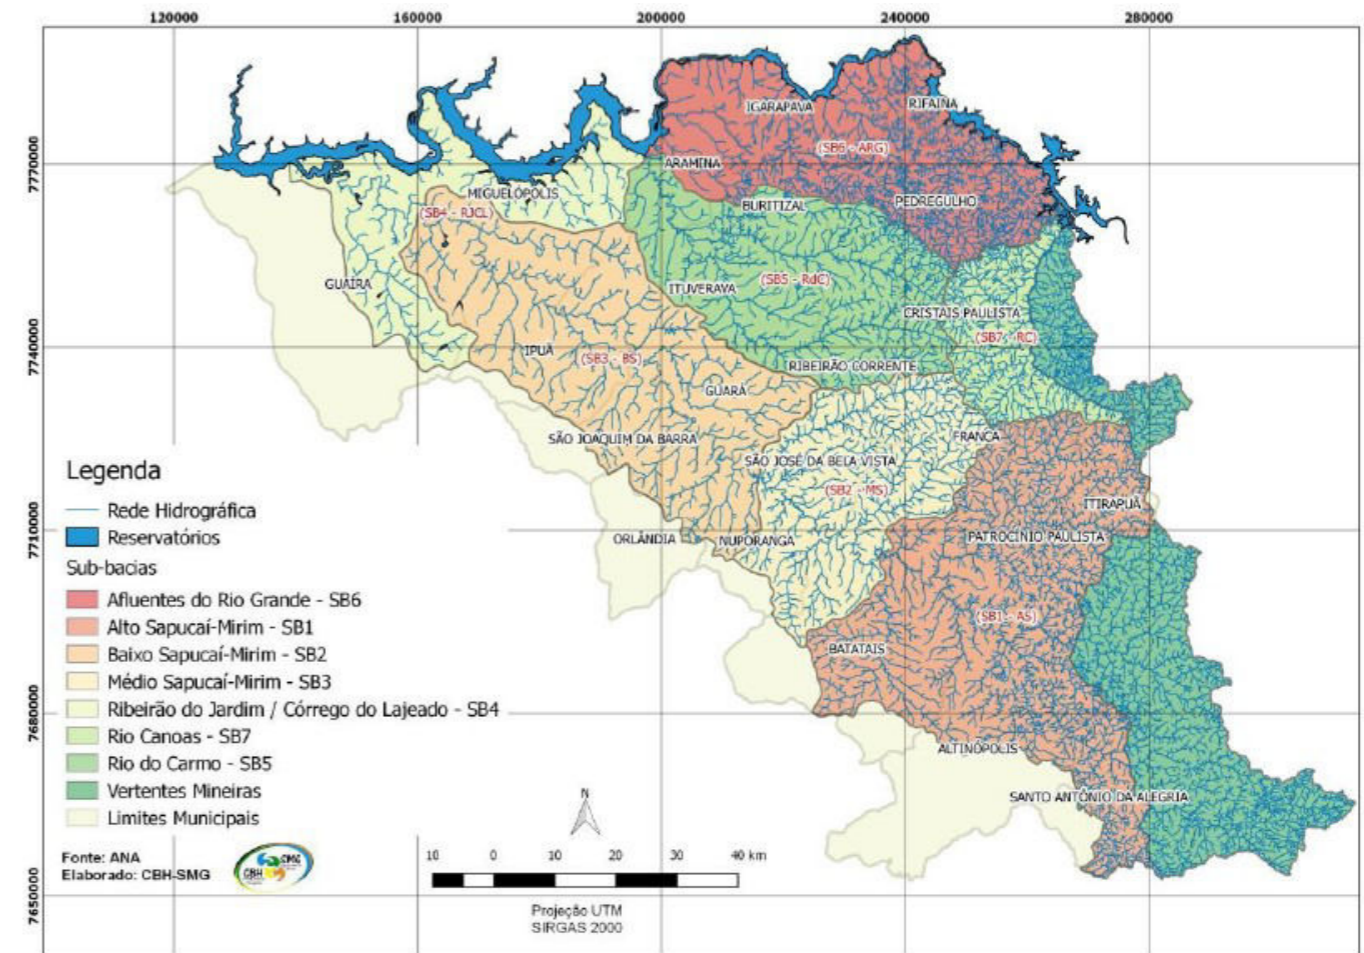 120000
160000
200000
240000
280000
7770000
7740000
7710000
7680000
7650000
IGARAPAVA
RIFAINA
(SB6 - ARG)
ARAMINA
MIGUELÓPOLIS
(SB4 - RJCL)
BURITIZAL
PEDREGULHO
GUAÍRA
ITUVERAVA
(SB5 - RdC)
CRISTAIS PAULISTA
(SB7 - RC)
IPUÃ
(SB3 - BS)
RIBEIRÃO CORRENTE
GUARÁ
SÃO JOAQUIM DA BARRA
FRANCA
SÃO JOSÉ DA BELA VISTA
(SB2 - MS)
ITIRAPUÃ
ORLÂNDIA
NUPORANGA
PATROCÍNIO PAULISTA
(SB1 - AS)
BATATAIS
ALTINÓPOLIS
SANTO ANTÔNIO DA ALEGRIA
Legenda
Rede Hidrográfica
Reservatórios
Sub-bacias
Afluentes do Rio Grande - SB6
Alto Sapucaí-Mirim - SB1
Baixo Sapucaí-Mirim - SB2
Médio Sapucaí-Mirim - SB3
Ribeirão do Jardim / Córrego do Lajeado - SB4
Rio Canoas - SB7
Rio do Carmo - SB5
Vertentes Mineiras
Limites Municipais
Fonte: ANA
Elaborado: CBH-SMG
CBH
SMG
N
10 0 10 20 30 40 km
Projeção UTM
SIRGAS 2000